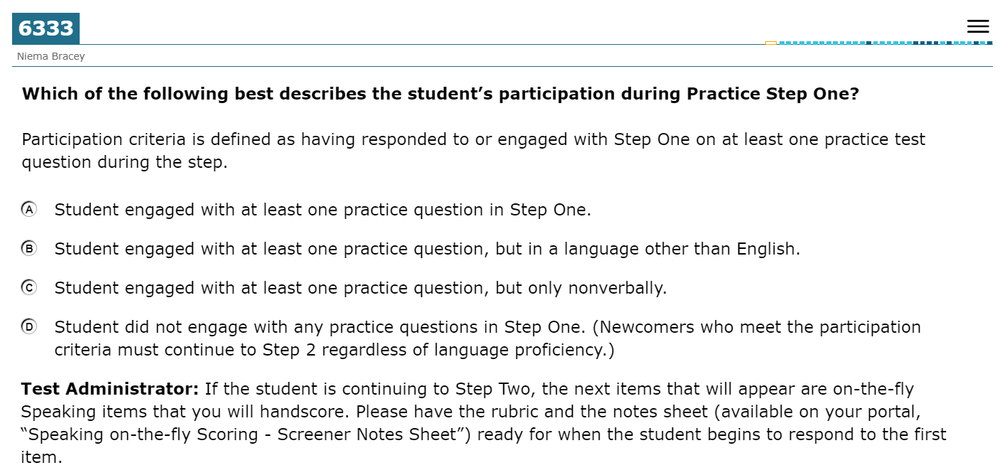 6333
Niema Bracey
Which of the following best describes the student’s participation during Practice Step One?
Participation criteria is defined as having responded to or engaged with Step One on at least one practice test
question during the step.
A Student engaged with at least one practice question in Step One.
B Student engaged with at least one practice question, but in a language other than English.
C Student engaged with at least one practice question, but only nonverbally.
D Student did not engage with any practice questions in Step One. (Newcomers who meet the participation
criteria must continue to Step 2 regardless of language proficiency.)
Test Administrator: If the student is continuing to Step Two, the next items that will appear are on-the-fly
Speaking items that you will handscore. Please have the rubric and the notes sheet (available on your portal,
“Speaking on-the-fly Scoring - Screener Notes Sheet”) ready for when the student begins to respond to the first
item.